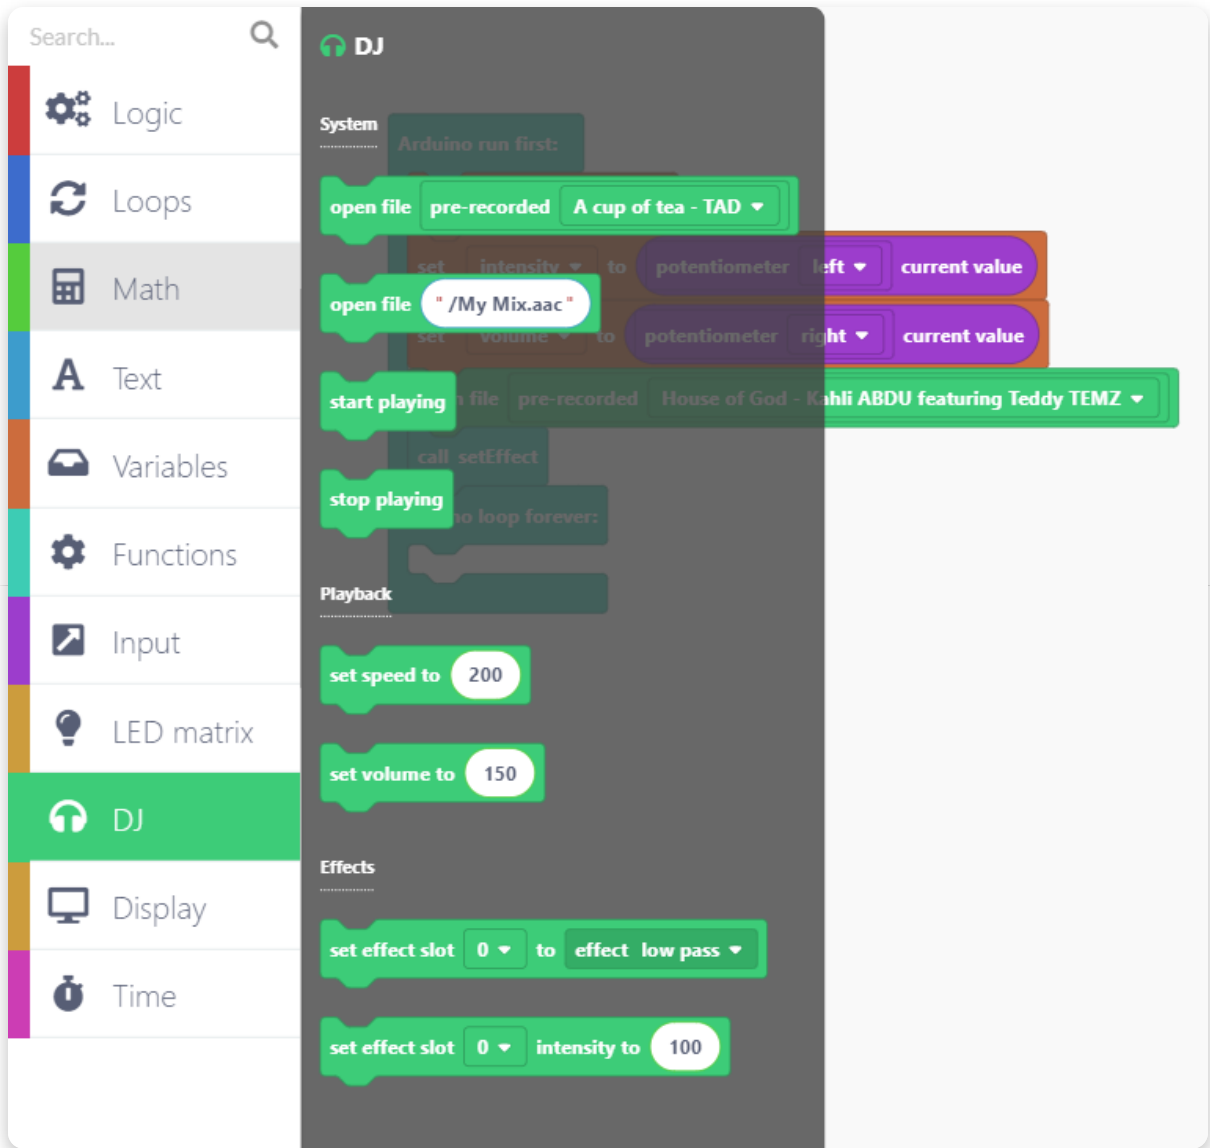 Search...
Logic
Loops
Math
Text
Variables
Functions
Input
LED matrix
DJ
Display
Time
DJ
System
Arduino run first:
open file pre-recorded A cup of tea - TAD
set intensity to potentiometer left current value
open file "/My Mix.aac"
set volume to potentiometer right current value
file pre-recorded House of God - Kahli ABDU featuring Teddy TEMZ
start playing
call setEffect
stop playing
loop forever:
Playback
set speed to 200
set volume to 150
Effects
set effect slot 0 to effect low pass
set effect slot 0 intensity to 100